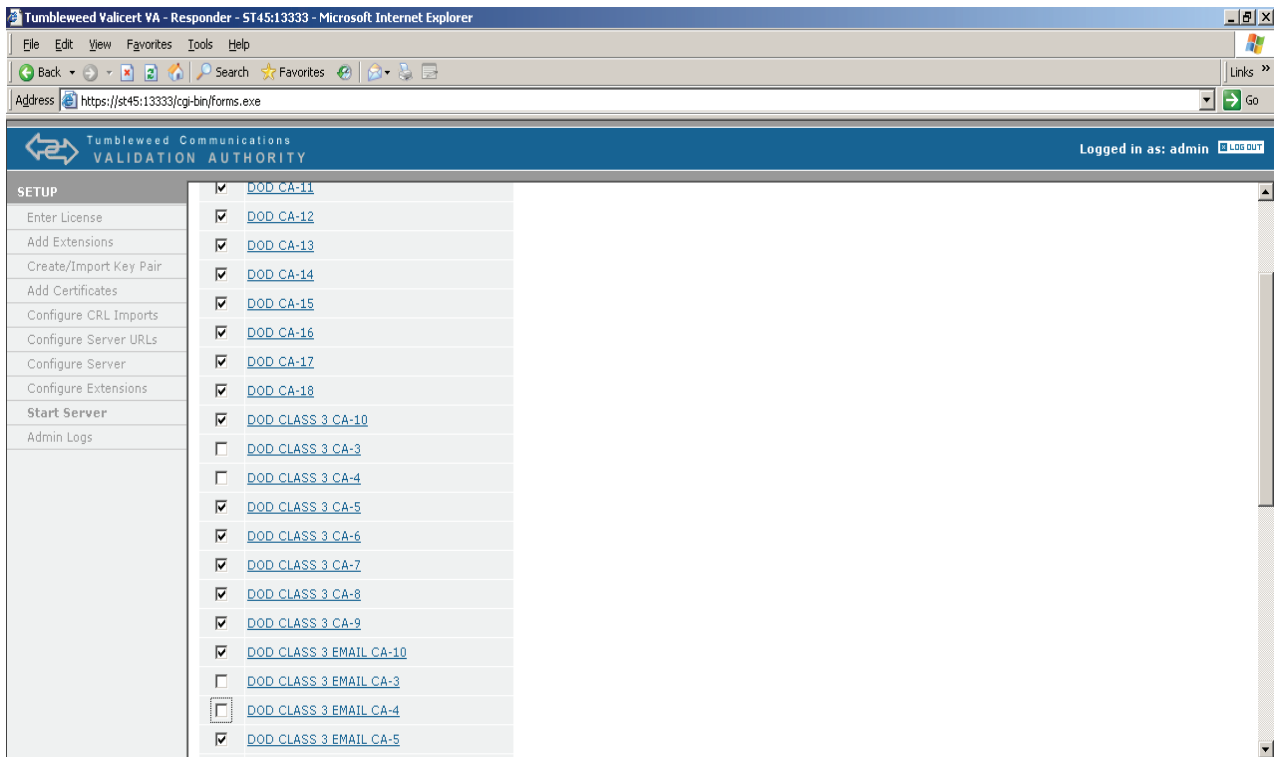 Tumbleweed Valicert VA - Responder - ST45:13333 - Microsoft Internet Explorer
File Edit View Favorites Tools Help
Back Search Favorites Links »
Address https://st45:13333/cgi-bin/forms.exe Go
Tumbleweed Communications
VALIDATION AUTHORITY
Logged in as: admin LOG OUT
SETUP
Enter License
Add Extensions
Create/Import Key Pair
Add Certificates
Configure CRL Imports
Configure Server URLs
Configure Server
Configure Extensions
Start Server
Admin Logs
DOD CA-11
DOD CA-12
DOD CA-13
DOD CA-14
DOD CA-15
DOD CA-16
DOD CA-17
DOD CA-18
DOD CLASS 3 CA-10
DOD CLASS 3 CA-3
DOD CLASS 3 CA-4
DOD CLASS 3 CA-5
DOD CLASS 3 CA-6
DOD CLASS 3 CA-7
DOD CLASS 3 CA-8
DOD CLASS 3 CA-9
DOD CLASS 3 EMAIL CA-10
DOD CLASS 3 EMAIL CA-3
DOD CLASS 3 EMAIL CA-4
DOD CLASS 3 EMAIL CA-5